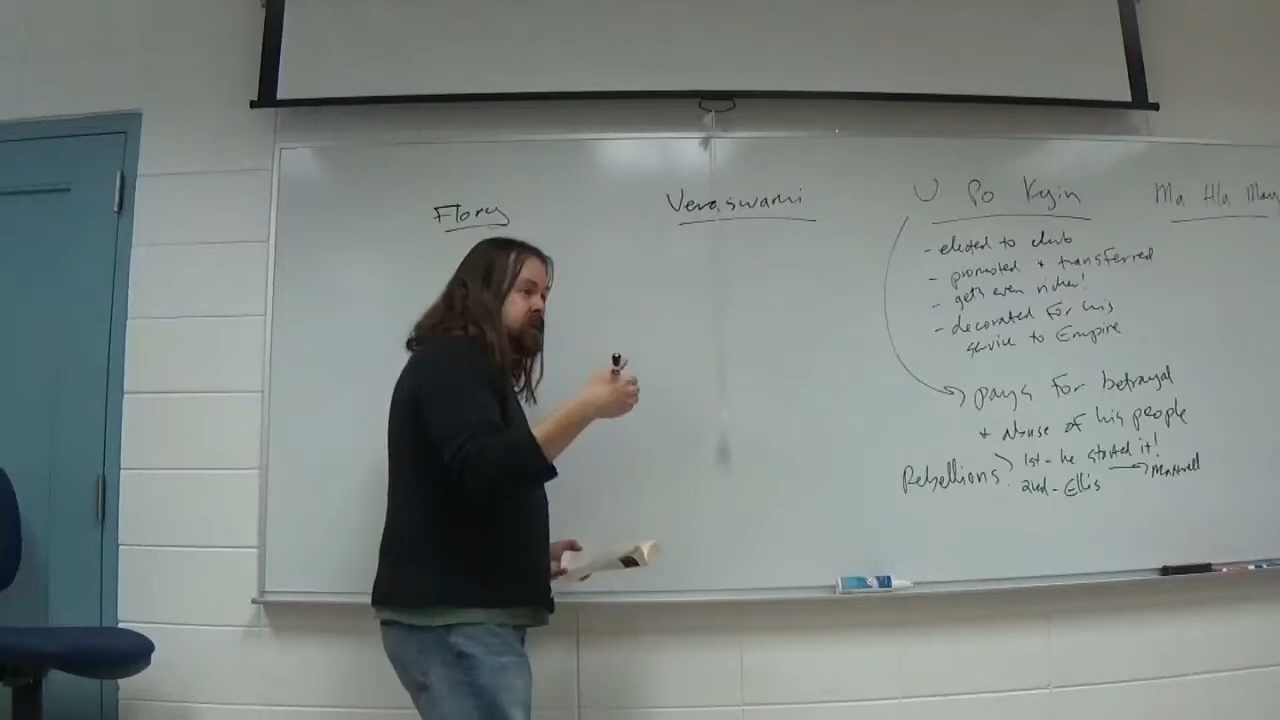 Flory
Veraswami
U Po Kyin
Ma Hla May
- elected to club
- promoted + transferred
- gets even richer!
- decorated for his
service to Empire
pays for betrayal
+ abuse of his people
Rebellions
1st - he started it!
2nd - Ellis → Maxwell